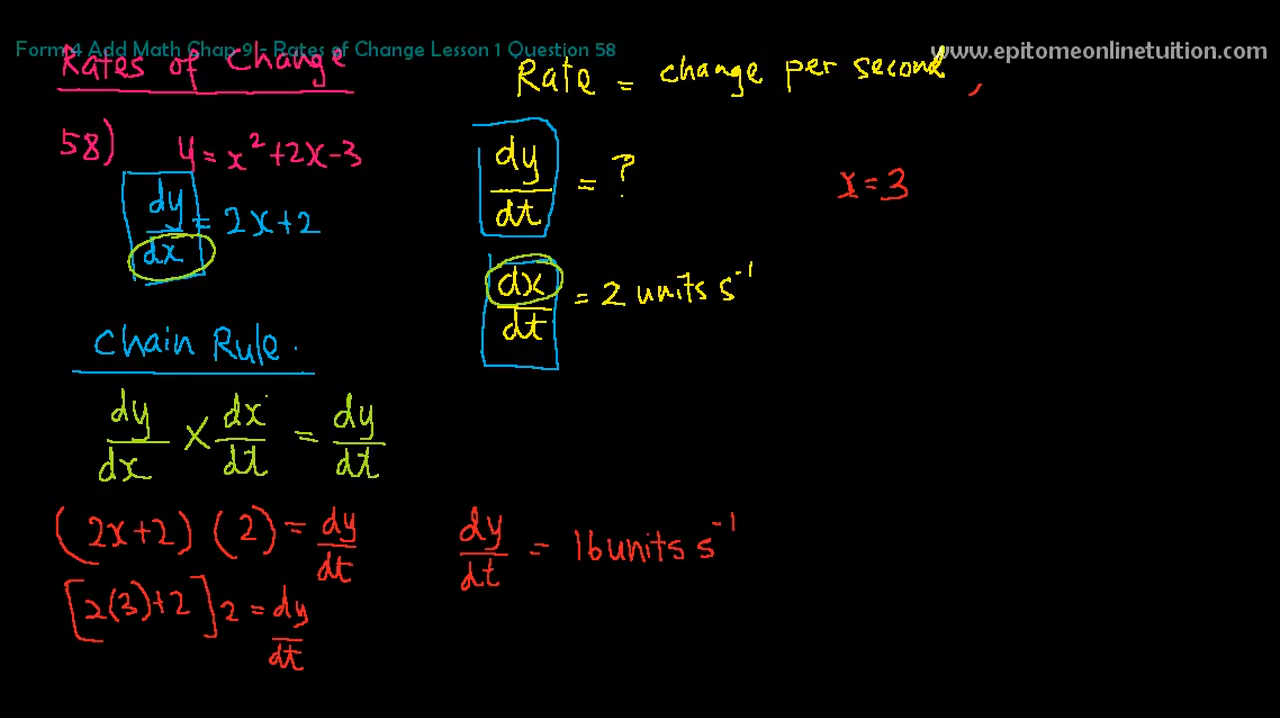 Form 4 Add Math Chap 9 - Rates of Change Lesson 1 Question 58
www.epitomeonlinetuition.com
Rates of Change
Rate = change per second,
58) y = x² + 2x - 3
dy/dx = 2x + 2
dy/dt = ?
x = 3
dx/dt = 2 units s⁻¹
Chain Rule.
dy/dx × dx/dt = dy/dt
(2x+2) (2) = dy/dt
dy/dt = 16 units s⁻¹
[2(3)+2] 2 = dy/dt